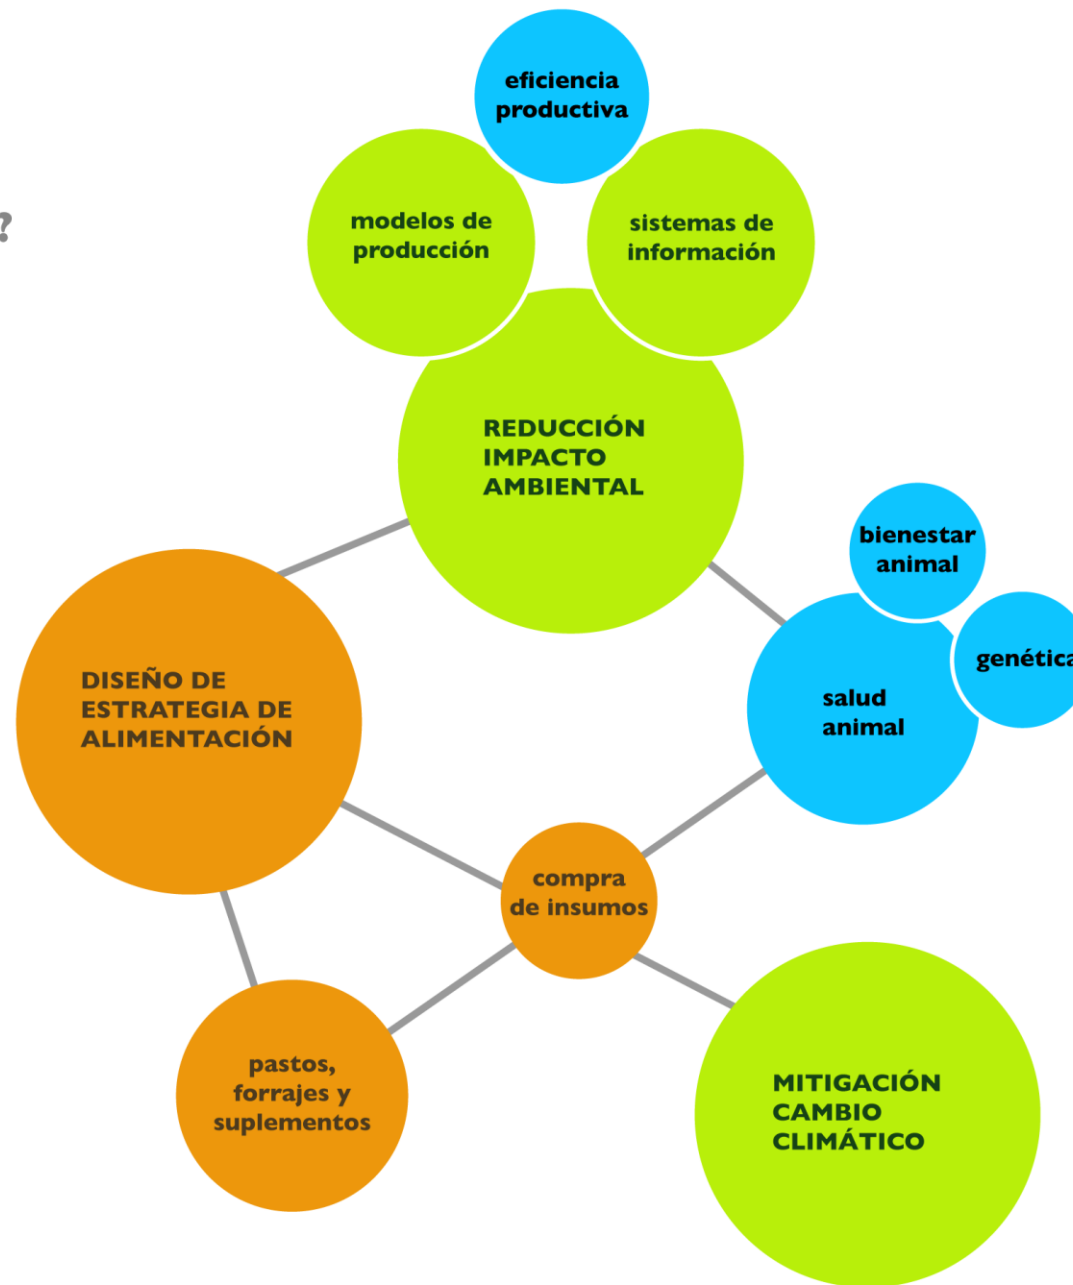 eficiencia
productiva
?
modelos de
producción
sistemas de
información
REDUCCIÓN
IMPACTO
AMBIENTAL
bienestar
animal
genética
DISEÑO DE
ESTRATEGIA DE
ALIMENTACIÓN
salud
animal
compra
de insumos
pastos,
forrajes y
suplementos
MITIGACIÓN
CAMBIO
CLIMÁTICO